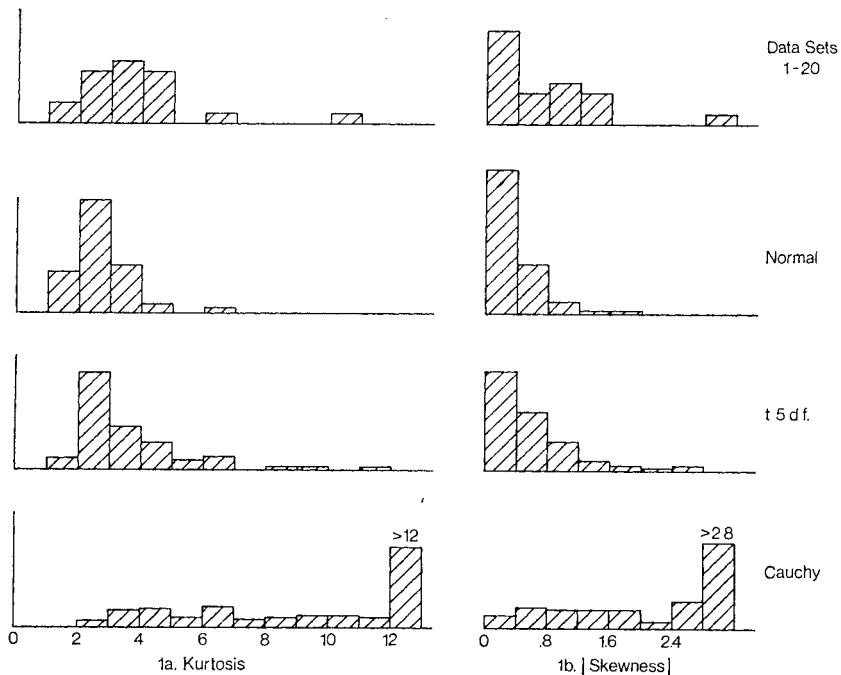 Data Sets
1-20
Normal
t 5 d f.
>12
>2 8
Cauchy
0 2 4 6 8 10 12
0 .8 1.6 2.4
1a. Kurtosis
1b. | Skewness |